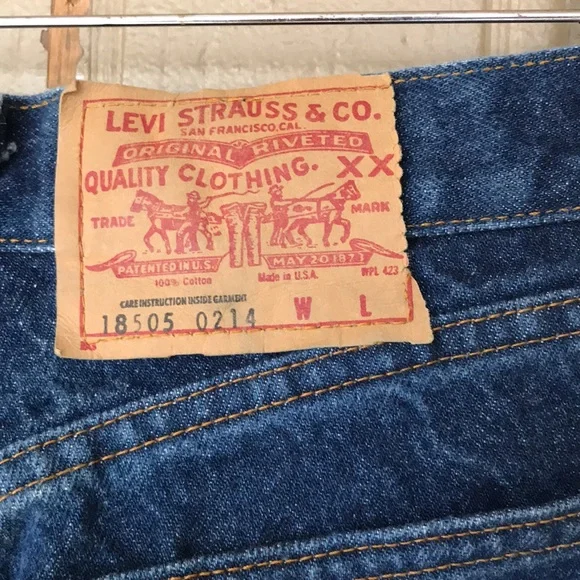 LEVI STRAUSS & CO.
SAN FRANCISCO, CAL.
ORIGINAL RIVETED
QUALITY CLOTHING. XX
TRADE MARK
PATENTED IN U.S. MAY 20 1873
100% Cotton Made in U.S.A. WPL 423
CARE INSTRUCTION INSIDE GARMENT
18505 0214 W L